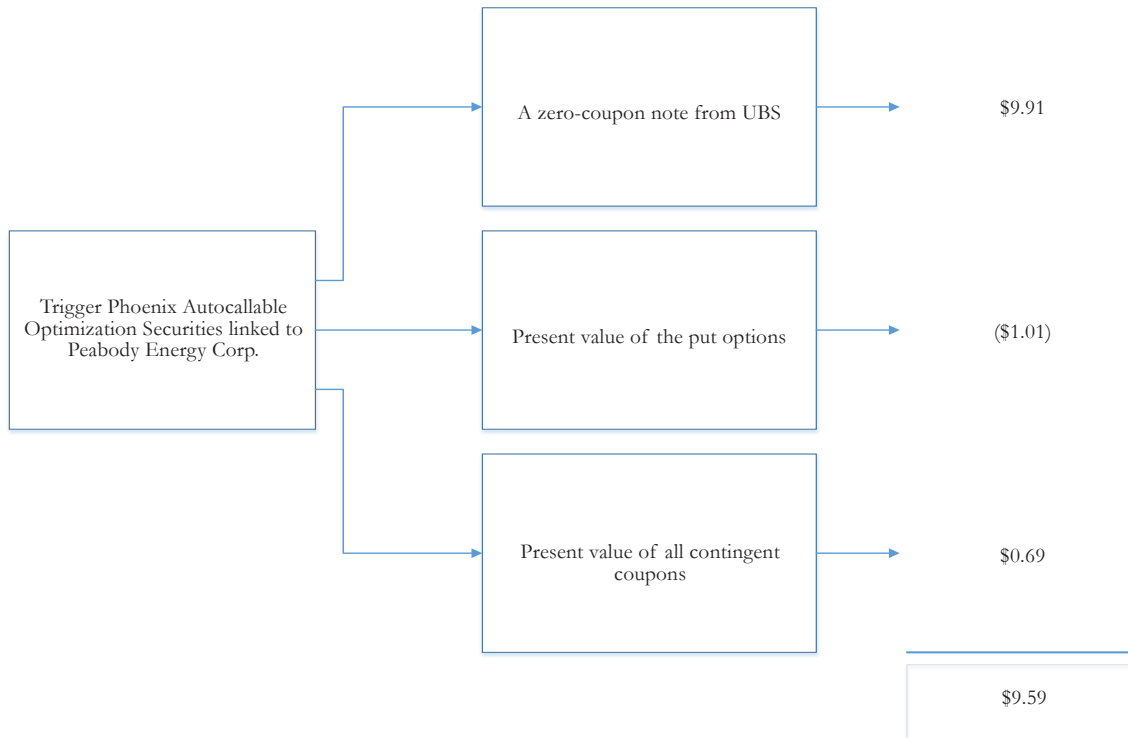 A zero-coupon note from UBS
$9.91
Trigger Phoenix Autocallable
Optimization Securities linked to
Peabody Energy Corp.
Present value of the put options
($1.01)
Present value of all contingent
coupons
$0.69
$9.59